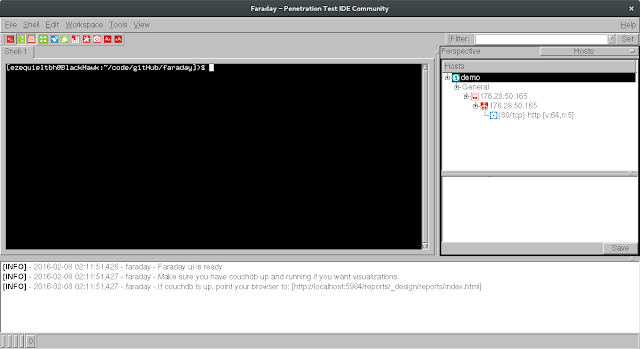 Faraday - Penetration Test IDE Community
File Shell Edit Workspace Tools View Help
Filter: Set
Shell-1
Perspective Hosts
[ezequieltbh@BlackHawk:~/code/gitHub/faraday]>$
Hosts
demo
General
176.28.50.165
176.28.50.165
(80/tcp) http [v:64,n:5]
Save
[INFO] - 2016-02-08 02:11:51,426 - faraday - Faraday ui is ready
[INFO] - 2016-02-08 02:11:51,427 - faraday - Make sure you have couchdb up and running if you want visualizations.
[INFO] - 2016-02-08 02:11:51,427 - faraday - If couchdb is up, point your browser to: [http://localhost:5984/reports/_design/reports/index.html]
0